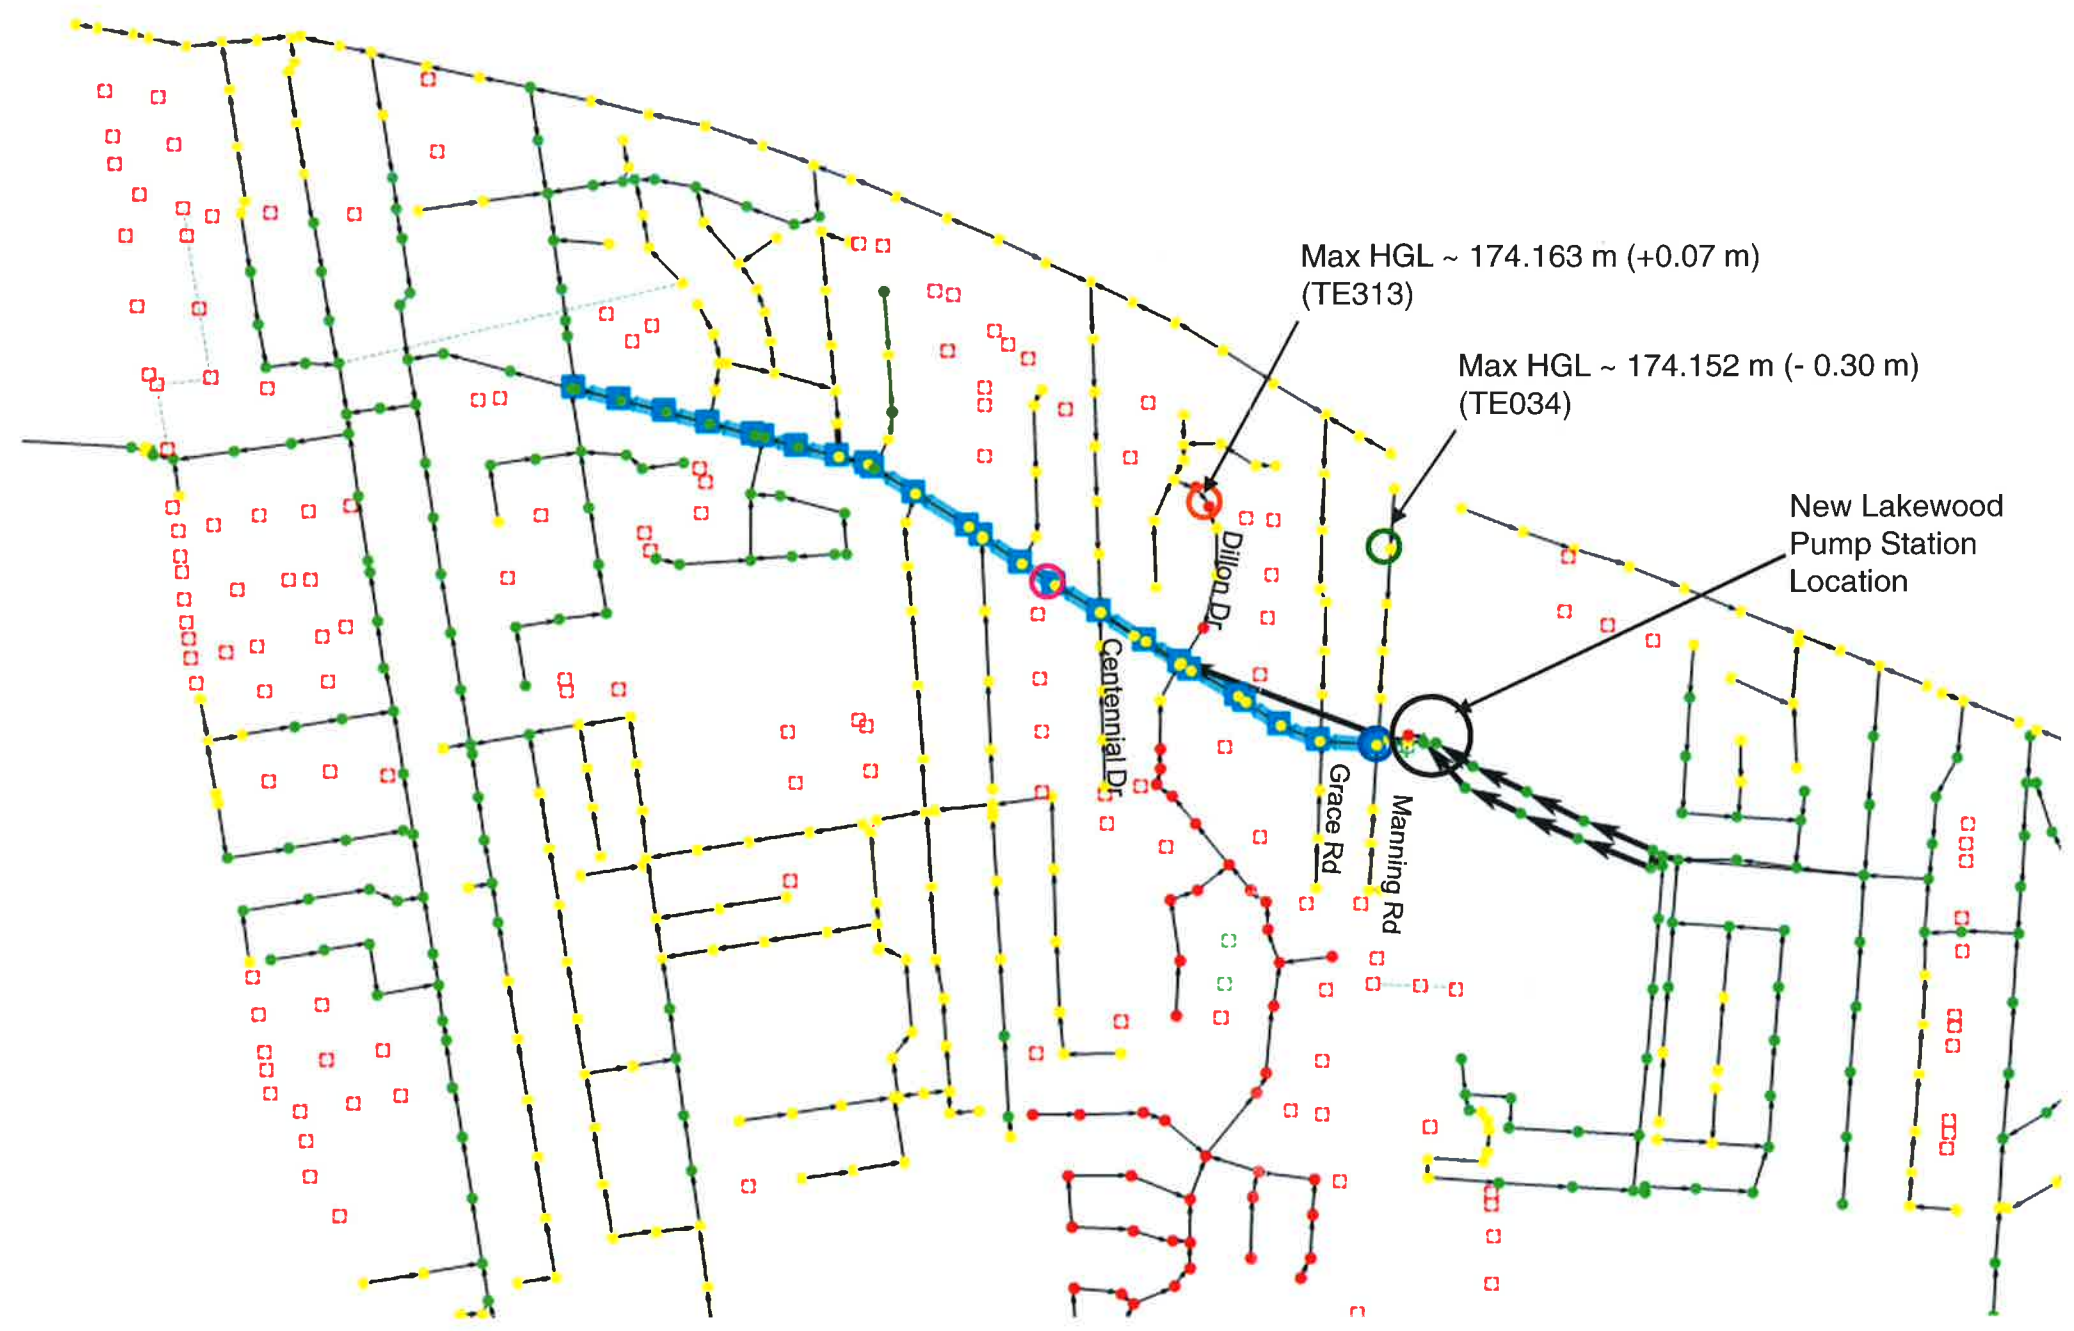 Max HGL ~ 174.163 m (+0.07 m)
(TE313)
Max HGL ~ 174.152 m (- 0.30 m)
(TE034)
New Lakewood
Pump Station
Location
Dillon Dr
Centennial Dr
Grace Rd
Manning Rd